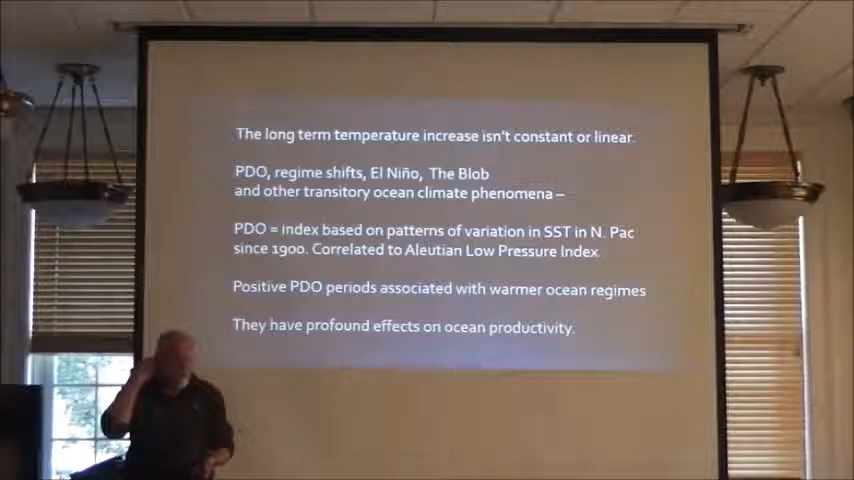 The long term temperature increase isn't constant or linear.
PDO, regime shifts, El Niño, The Blob
and other transitory ocean climate phenomena –
PDO = index based on patterns of variation in SST in N. Pac
since 1900. Correlated to Aleutian Low Pressure Index.
Positive PDO periods associated with warmer ocean regimes
They have profound effects on ocean productivity.